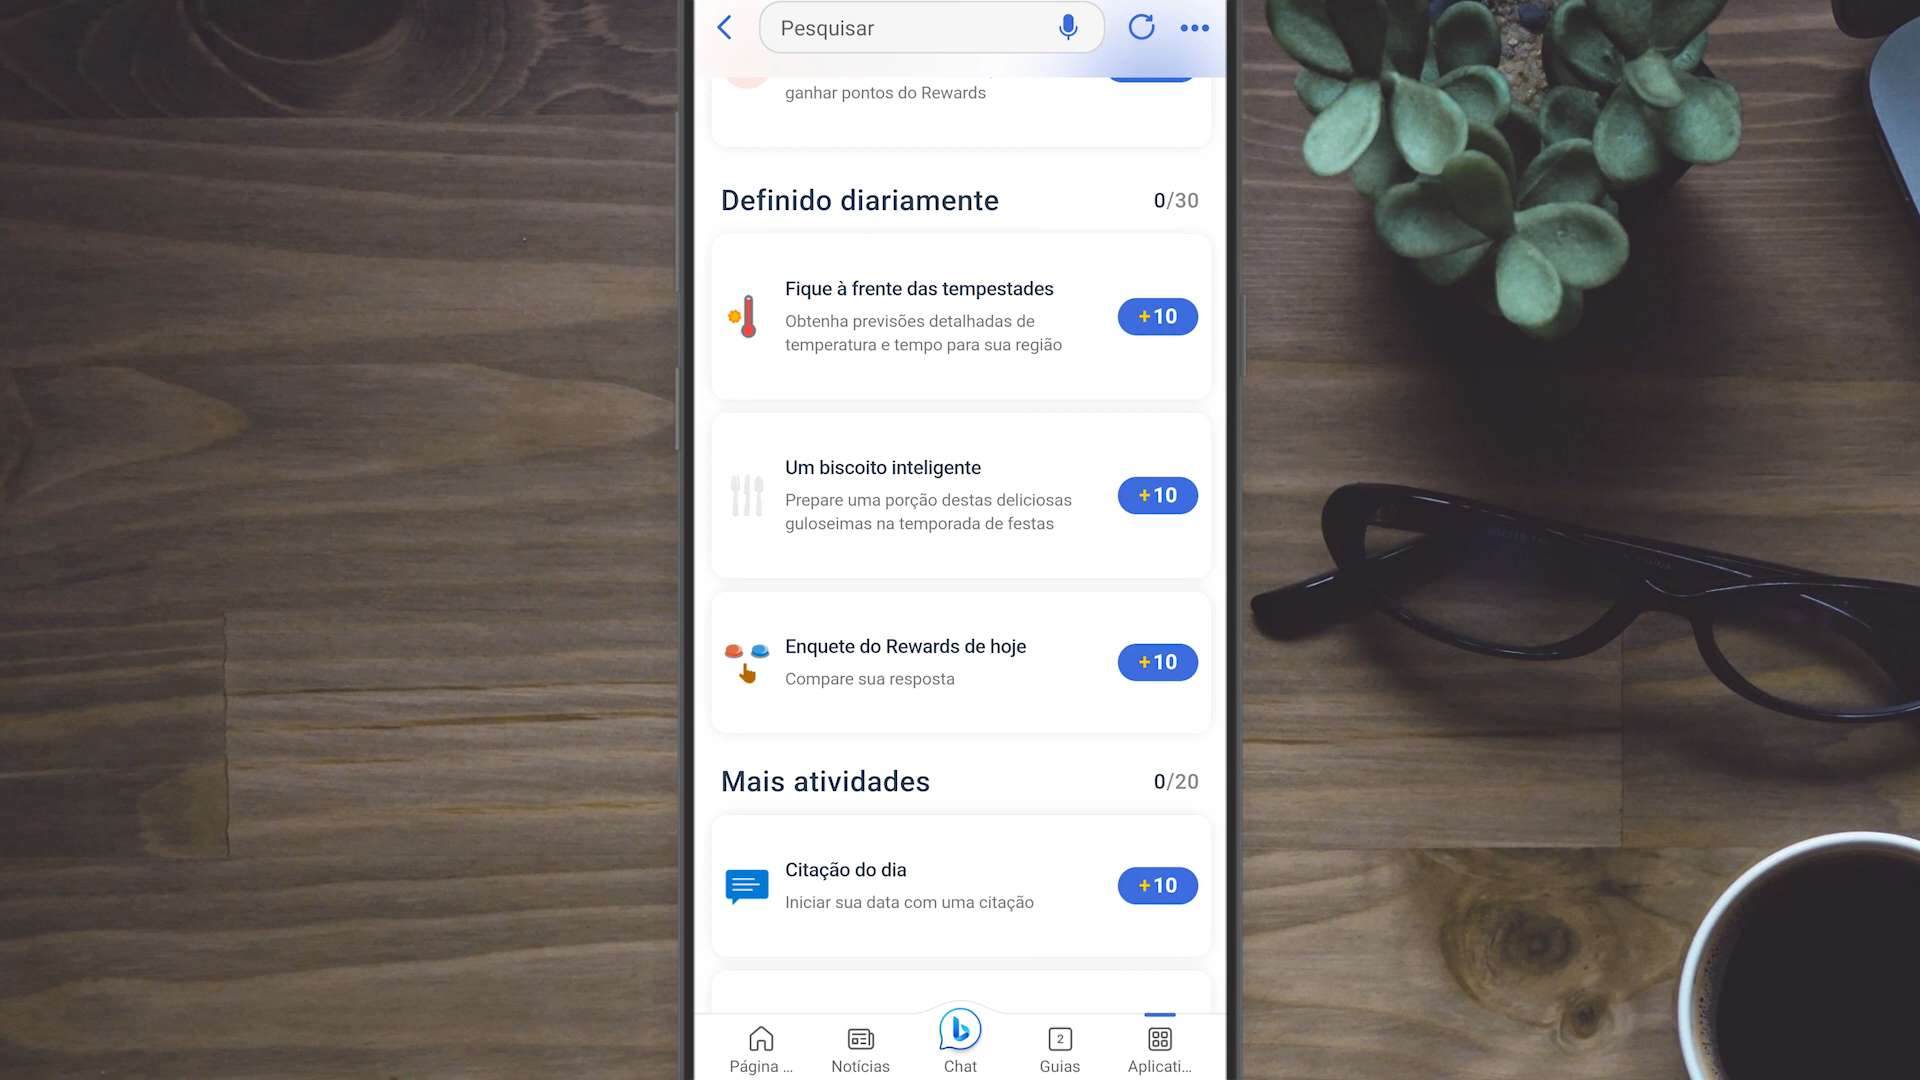 Pesquisar
ganhar pontos do Rewards
Definido diariamente
0/30
Fique à frente das tempestades
Obtenha previsões detalhadas de
temperatura e tempo para sua região
+10
Um biscoito inteligente
Prepare uma porção destas deliciosas
guloseimas na temporada de festas
+10
Enquete do Rewards de hoje
Compare sua resposta
+10
Mais atividades
0/20
Citação do dia
Iniciar sua data com uma citação
+10
Página ...
Notícias
Chat
2
Guias
Aplicati...